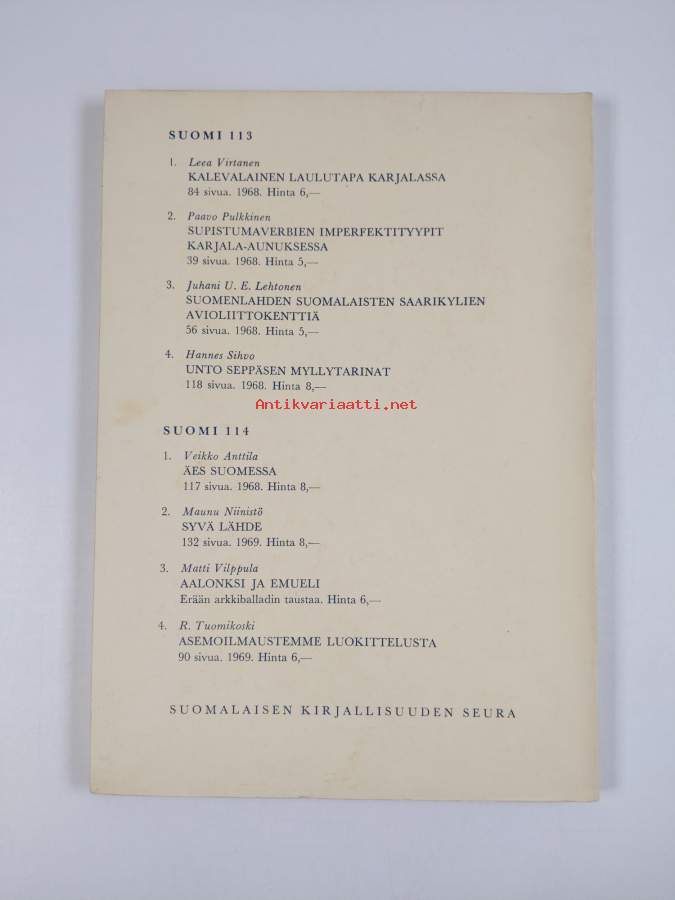 SUOMI 113
1. Leea Virtanen
KALEVALAINEN LAULUTAPA KARJALASSA
84 sivua. 1968. Hinta 6,—
2. Paavo Pulkkinen
SUPISTUMAVERBIEN IMPERFEKTITYYPIT
KARJALA-AUNUKSESSA
39 sivua. 1968. Hinta 5,—
3. Juhani U. E. Lehtonen
SUOMENLAHDEN SUOMALAISTEN SAARIKYLIEN
AVIOLIITTOKENTTIÄ
56 sivua. 1968. Hinta 5,—
4. Hannes Sihvo
UNTO SEPPÄSEN MYLLYTARINAT
118 sivua. 1968. Hinta 8,—
Antikvariaatti.net
SUOMI 114
1. Veikko Anttila
ÄES SUOMESSA
117 sivua. 1968. Hinta 8,—
2. Maunu Niinistö
SYVÄ LÄHDE
132 sivua. 1969. Hinta 8,—
3. Matti Vilppula
AALONKSI JA EMUELI
Erään arkkiballadin taustaa. Hinta 6,—
4. R. Tuomikoski
ASEMOILMAUSTEMME LUOKITTELUSTA
90 sivua. 1969. Hinta 6,—
SUOMALAISEN KIRJALLISUUDEN SEURA